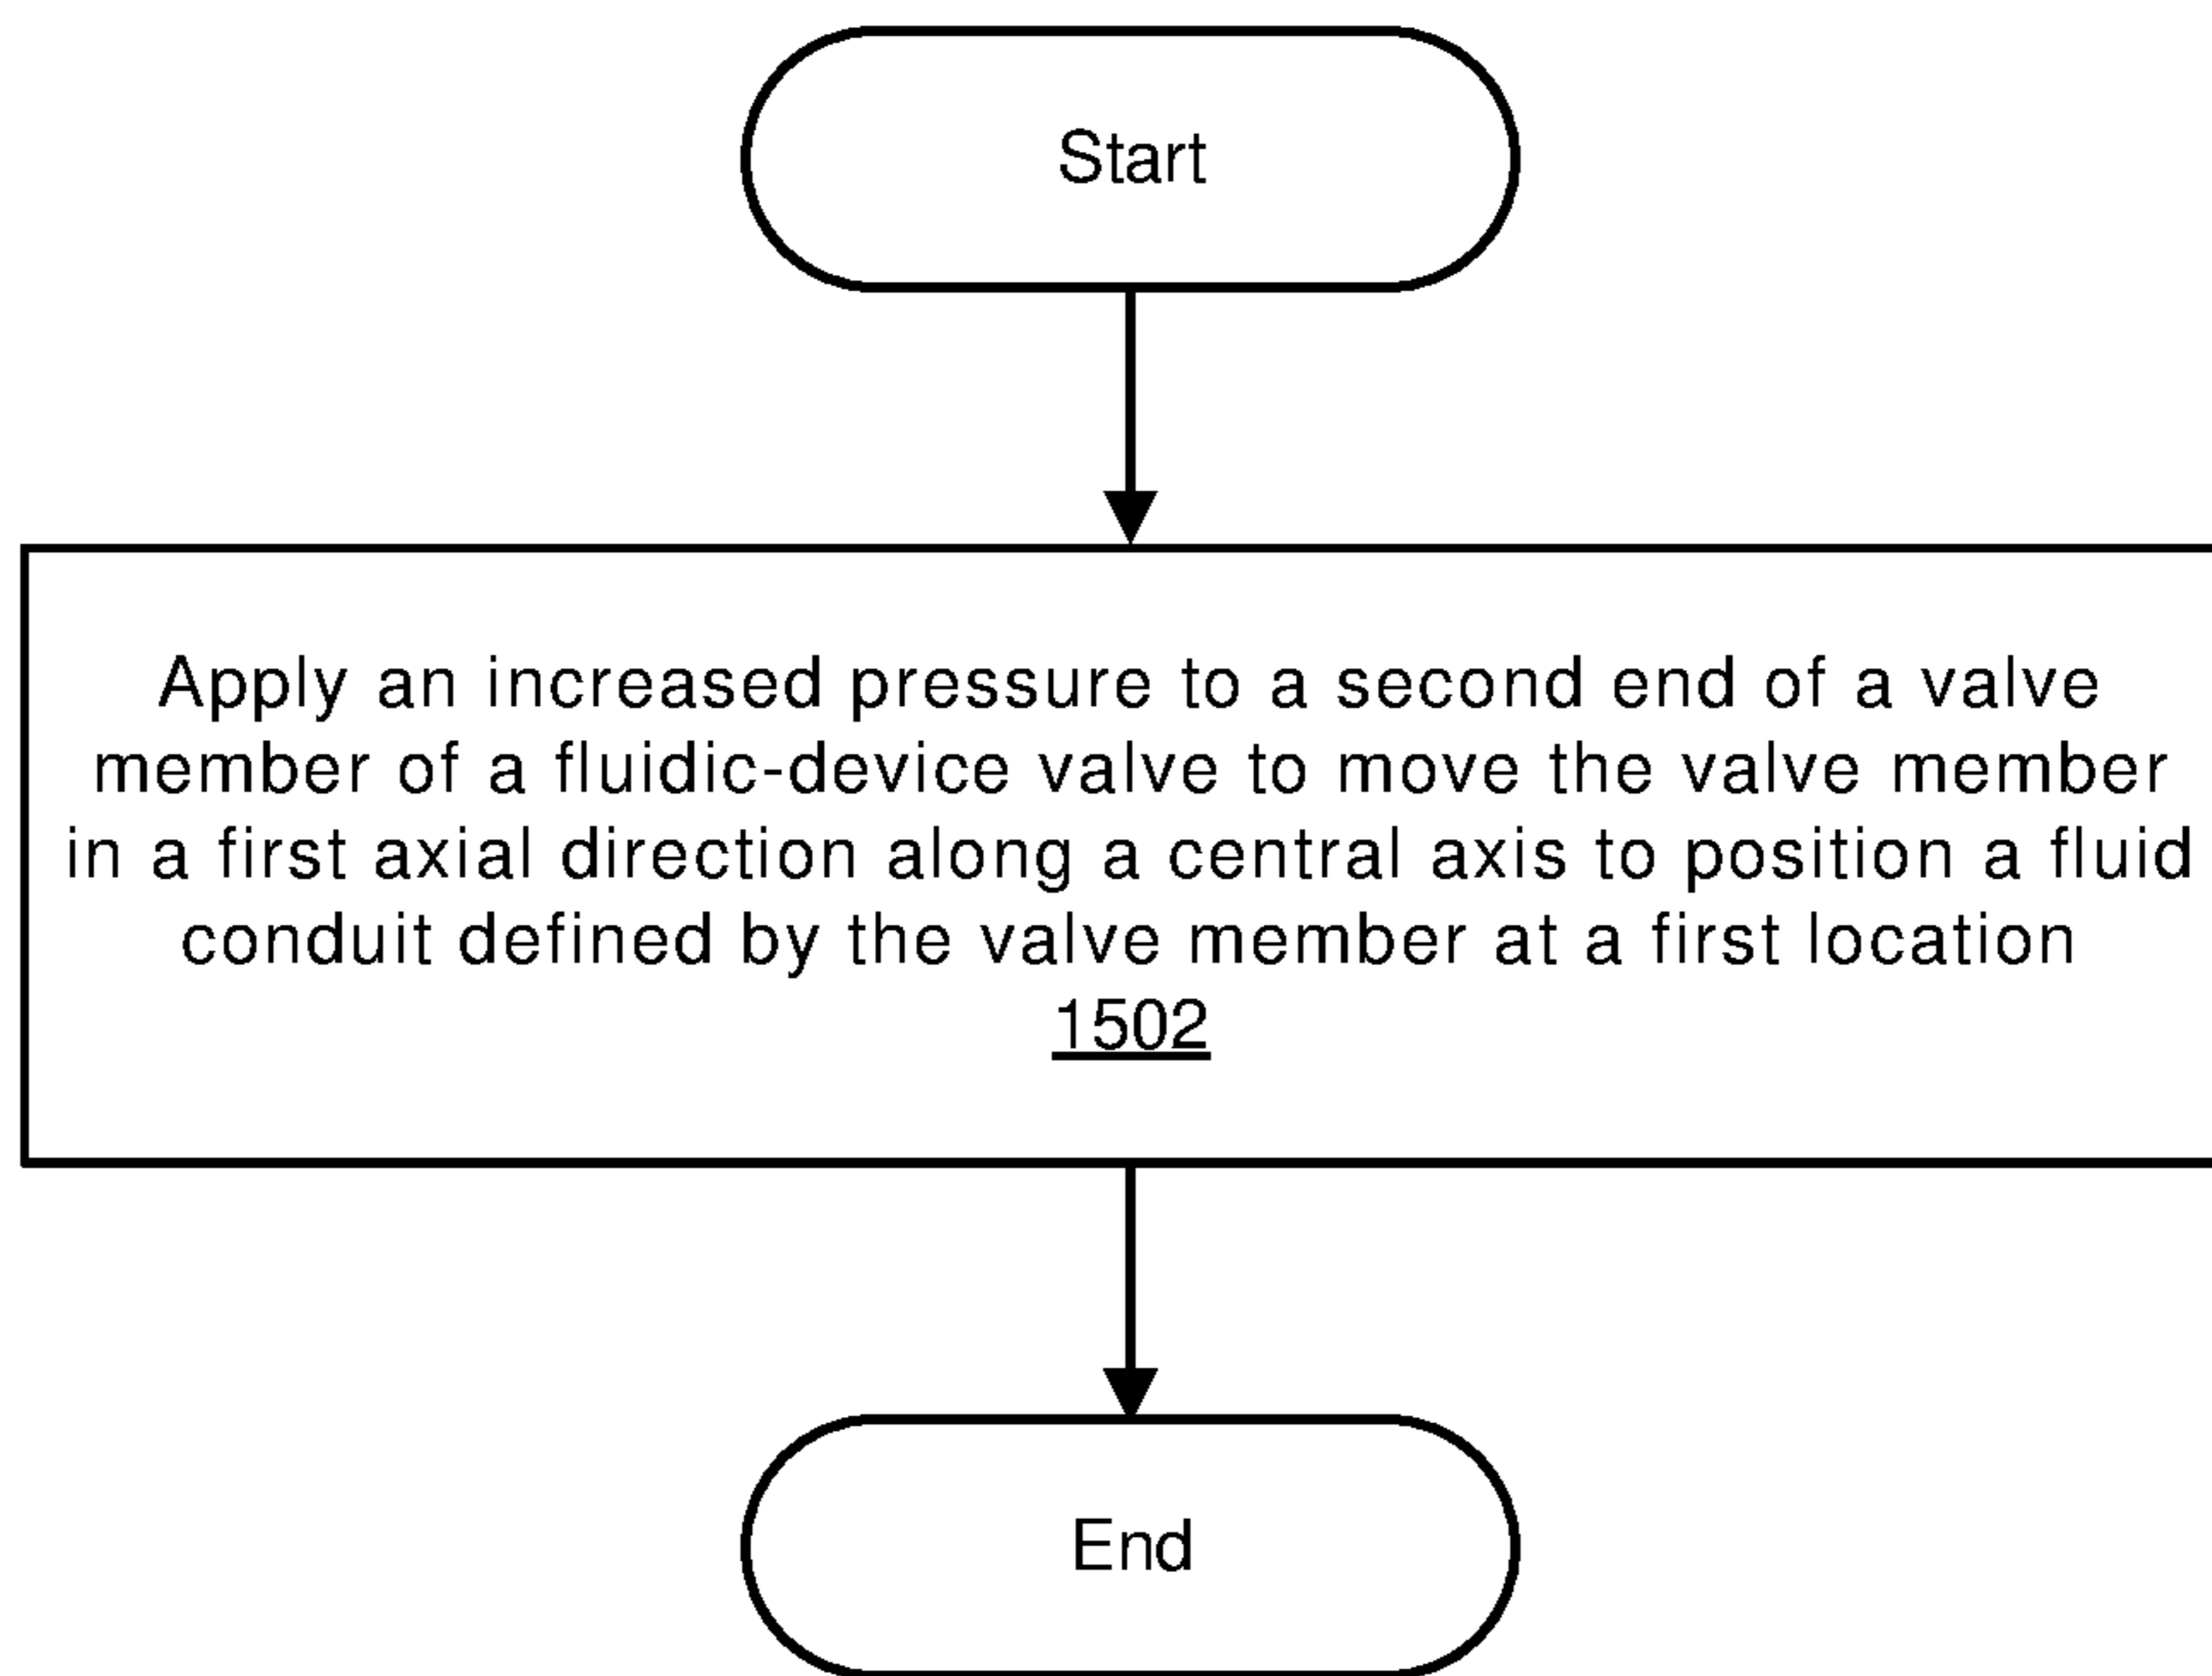 Start
Apply an increased pressure to a second end of a valve
member of a fluidic-device valve to move the valve member
in a first axial direction along a central axis to position a fluid
conduit defined by the valve member at a first location
1502
End